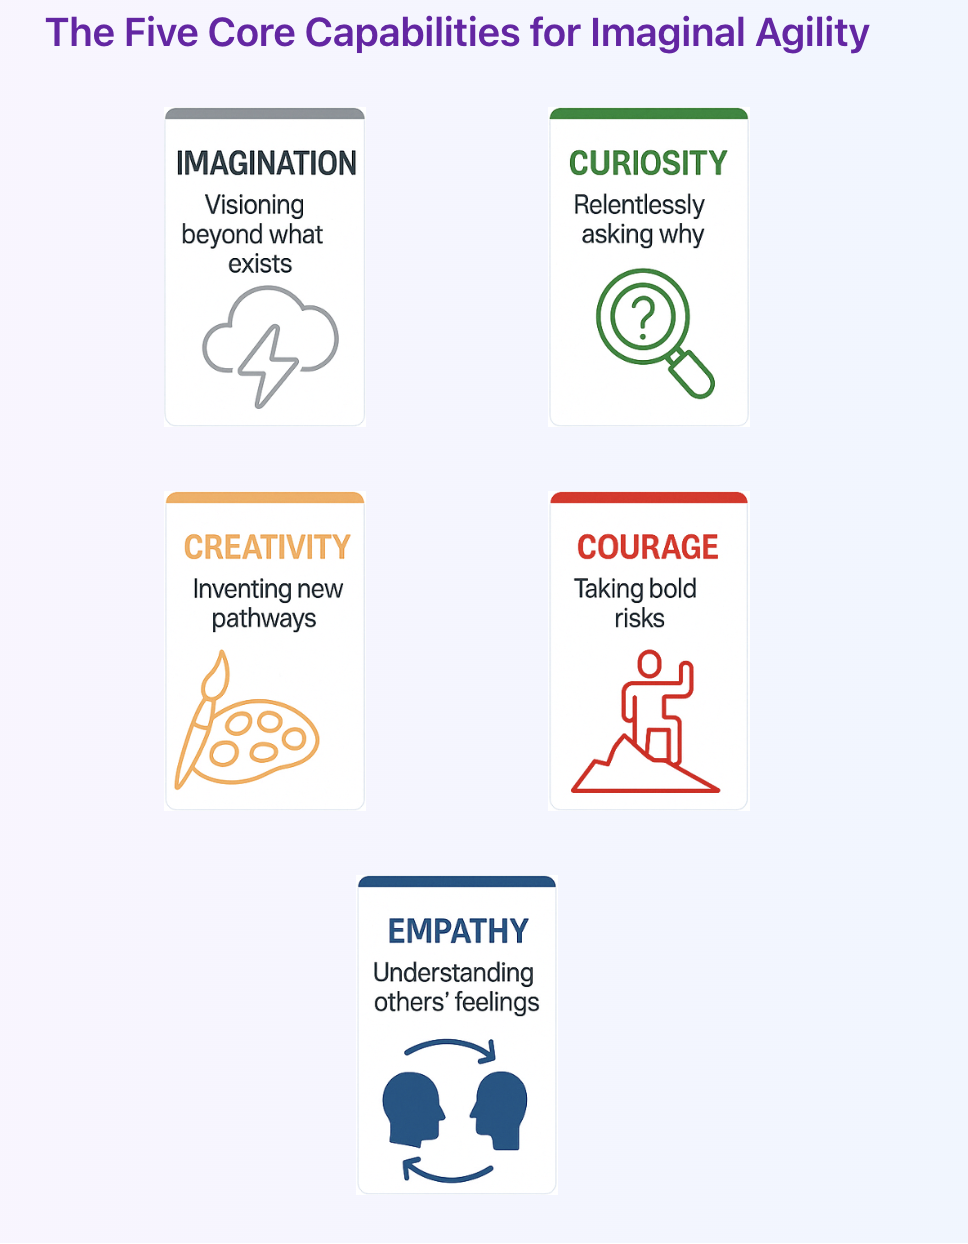 The Five Core Capabilities for Imaginal Agility
IMAGINATION
Visioning
beyond what
exists
CURIOSITY
Relentlessly
asking why
?
CREATIVITY
Inventing new
pathways
COURAGE
Taking bold
risks
EMPATHY
Understanding
others’ feelings